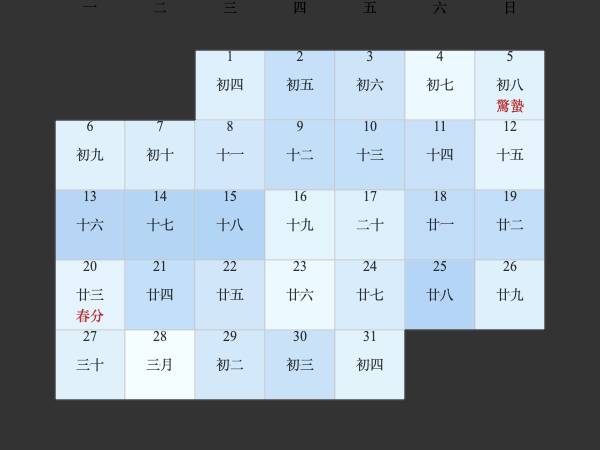 一 二 三 四 五 六 日
1 2 3 4 5
初四 初五 初六 初七 初八
驚蟄
6 7 8 9 10 11 12
初九 初十 十一 十二 十三 十四 十五
13 14 15 16 17 18 19
十六 十七 十八 十九 二十 廿一 廿二
20 21 22 23 24 25 26
廿三 廿四 廿五 廿六 廿七 廿八 廿九
春分
27 28 29 30 31
三十 三月 初二 初三 初四